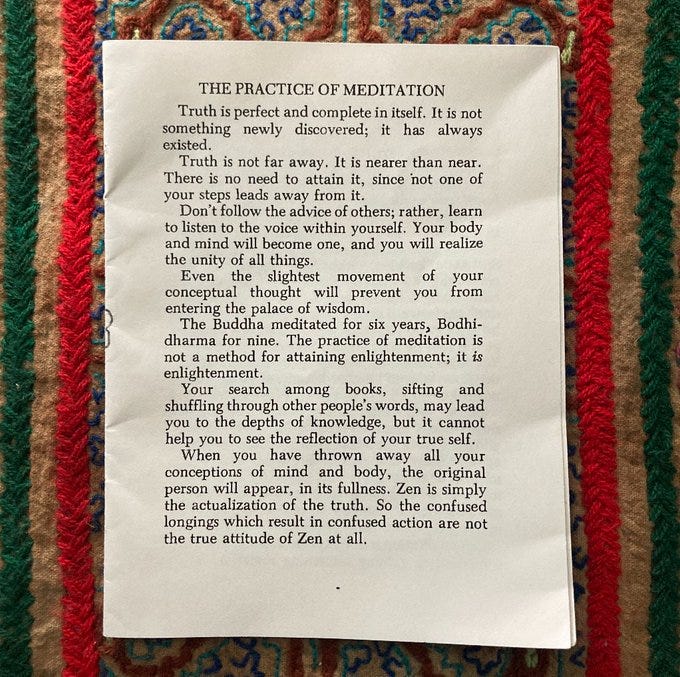 THE PRACTICE OF MEDITATION
Truth is perfect and complete in itself. It is not
something newly discovered; it has always
existed.
Truth is not far away. It is nearer than near.
There is no need to attain it, since not one of
your steps leads away from it.
Don't follow the advice of others; rather, learn
to listen to the voice within yourself. Your body
and mind will become one, and you will realize
the unity of all things.
Even the slightest movement of your
conceptual thought will prevent you from
entering the palace of wisdom.
The Buddha meditated for six years, Bodhi-
dharma for nine. The practice of meditation is
not a method for attaining enlightenment; it is
enlightenment.
Your search among books, sifting and
shuffling through other people's words, may lead
you to the depths of knowledge, but it cannot
help you to see the reflection of your true self.
When you have thrown away all your
conceptions of mind and body, the original
person will appear, in its fullness. Zen is simply
the actualization of the truth. So the confused
longings which result in confused action are not
the true attitude of Zen at all.